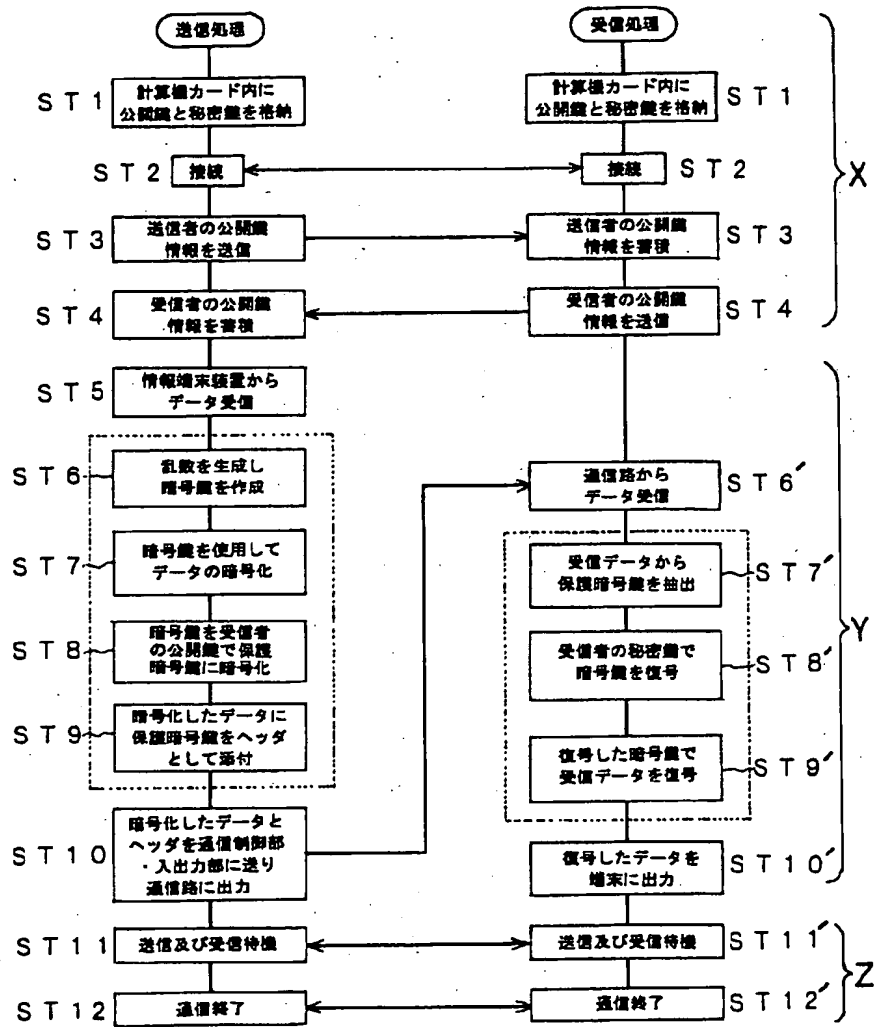 送信処理
ST1
計算機カード内に
公開鍵と秘密鍵を格納
ST2
接続
ST3
送信者の公開鍵
情報を送信
ST4
受信者の公開鍵
情報を蓄積
ST5
情報端末装置から
データ受信
ST6
乱数を生成し
暗号鍵を作成
ST7
暗号鍵を使用して
データの暗号化
ST8
暗号鍵を受信者
の公開鍵で保護
暗号鍵に暗号化
ST9
暗号化したデータに
保護暗号鍵をヘッダ
として添付
ST10
暗号化したデータと
ヘッダを通信制御部
・入出力部に送り
通信路に出力
ST11
送信及び受信待機
ST12
通信終了
受信処理
計算機カード内に
公開鍵と秘密鍵を格納
ST1
接続
ST2
送信者の公開鍵
情報を蓄積
ST3
受信者の公開鍵
情報を送信
ST4
X
通信路から
データ受信
ST6′
受信データから
保護暗号鍵を抽出
ST7′
受信者の秘密鍵で
暗号鍵を復号
ST8′
復号した暗号鍵で
受信データを復号
ST9′
復号したデータを
端末に出力
ST10′
Y
送信及び受信待機
ST11′
通信終了
ST12′
Z